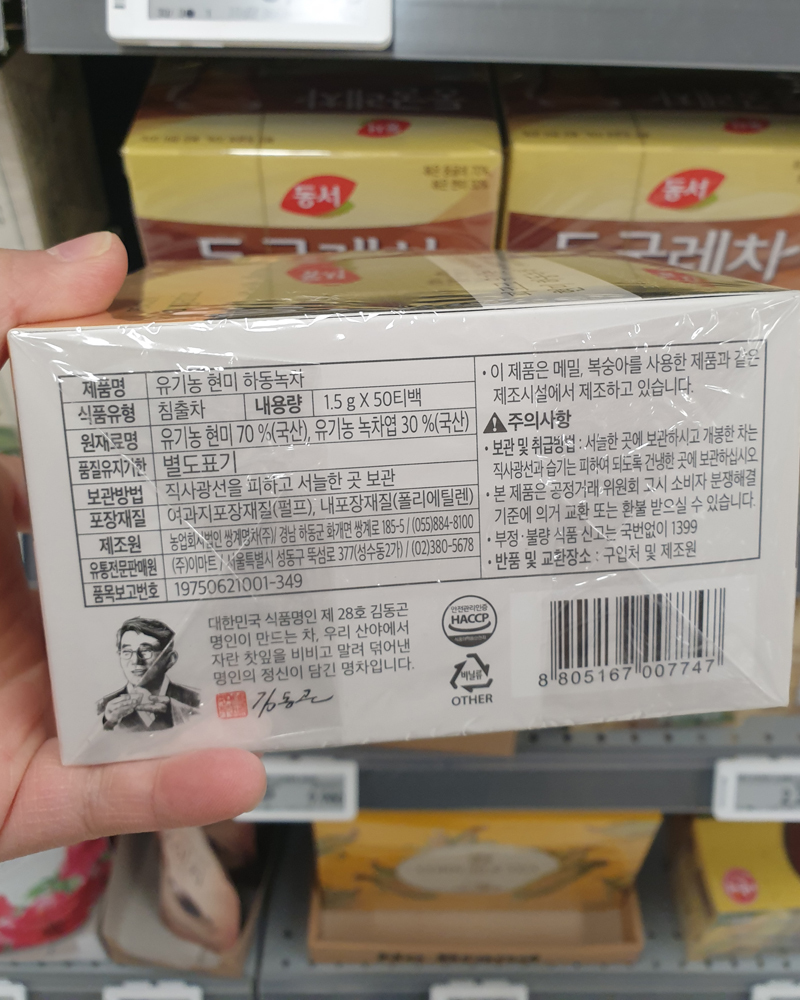 동서
동서
둥굴레차
제품명 유기농 현미 하동녹차
식품유형 침출차 내용량 1.5 g X 50티백
원재료명 유기농 현미 70 %(국산), 유기농 녹차엽 30 %(국산)
품질유지기한 별도표기
보관방법 직사광선을 피하고 서늘한 곳 보관
포장재질 여과지포장재질(펄프), 내포장재질(폴리에틸렌)
제조원 농업회사법인 쌍계명차(주)/ 경남 하동군 화개면 쌍계로 185-5 / (055)884-8100
유통전문판매원 (주)이마트 / 서울특별시 성동구 뚝섬로 377(성수동2가) / (02)380-5678
품목보고번호 19750621001-349
• 이 제품은 메밀, 복숭아를 사용한 제품과 같은
제조시설에서 제조하고 있습니다.
주의사항
• 보관 및 취급방법 : 서늘한 곳에 보관하시고 개봉한 차는
직사광선과 습기는 피하여 되도록 건냉한 곳에 보관하십시오
• 본 제품은 공정거래 위원회 고시 소비자 분쟁해결
기준에 의거 교환 또는 환불 받으실 수 있습니다.
• 부정·불량 식품 신고는 국번없이 1399
• 반품 및 교환장소 : 구입처 및 제조원
대한민국 식품명인 제 28호 김동곤
명인이 만드는 차, 우리 산야에서
자란 찻잎을 비비고 말려 덖어낸
명인의 정신이 담긴 명차입니다.
김동곤
안전관리인증
HACCP
비닐류
OTHER
8 805167 007747